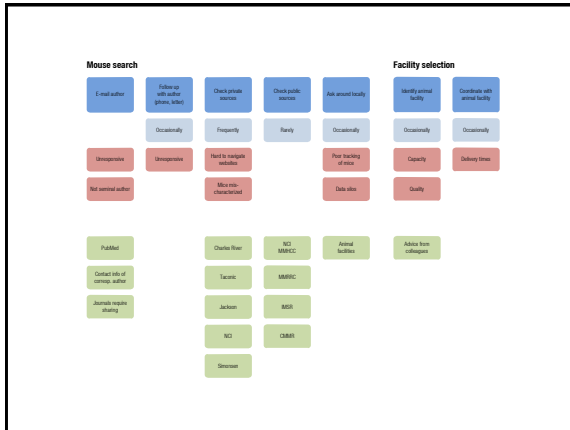 Mouse search
Facility selection
E-mail author
Follow up
with author
(phone, letter)
Check private
sources
Check public
sources
Ask around locally
Identify animal
facility
Coordinate with
animal facility
Occasionally
Frequently
Rarely
Occasionally
Occasionally
Occasionally
Unresponsive
Unresponsive
Hard to navigate
websites
Poor tracking
of mice
Capacity
Delivery times
Not seminal author
Mice mis-
characterized
Data silos
Quality
PubMed
Charles River
NCI
MMHCC
Animal
facilities
Advice from
colleagues
Contact info of
corresp. author
Taconic
MMRRC
Journals require
sharing
Jackson
IMSR
NCI
CMMR
Simonsen